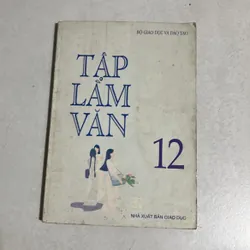 BỘ GIÁO DỤC VÀ ĐÀO TẠO
TẬP
LÀM
VĂN
12
NHÀ XUẤT BẢN GIÁO DỤC